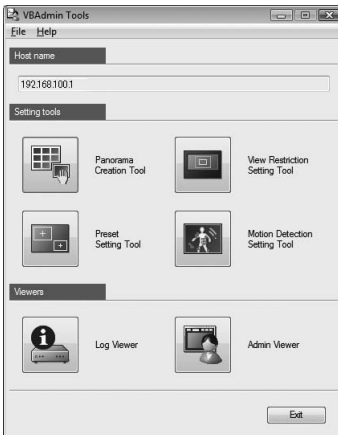 VBAdmin Tools
File Help
Host name
192.168.100.1
Setting tools
Panorama
Creation Tool
View Restriction
Setting Tool
Preset
Setting Tool
Motion Detection
Setting Tool
Viewers
Log Viewer
Admin Viewer
Exit